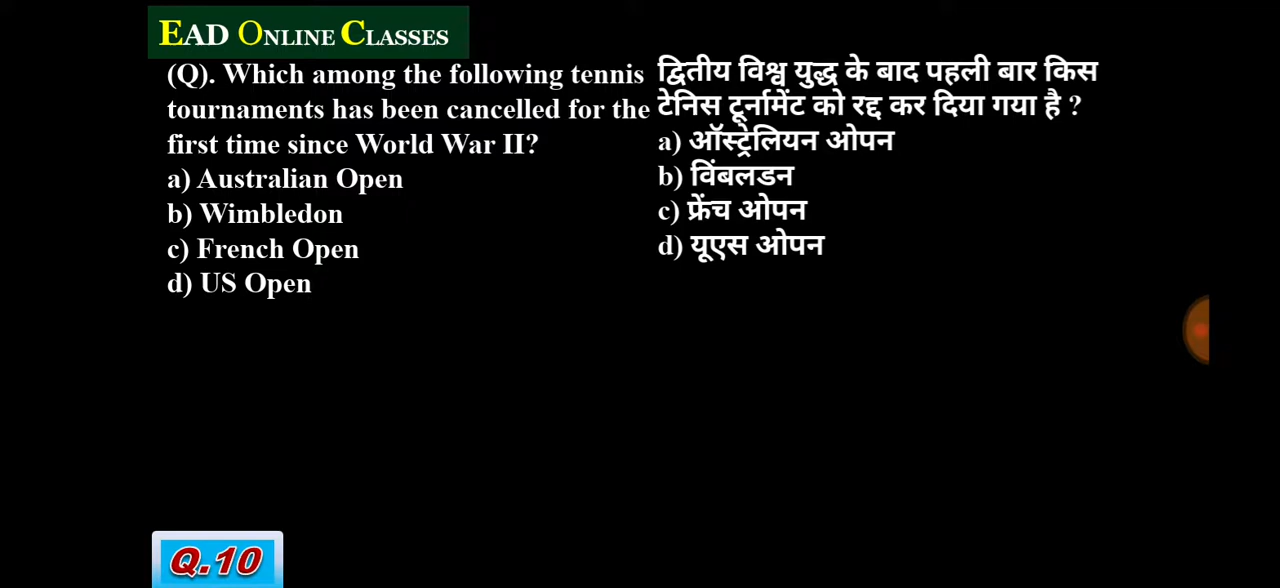 EAD ONLINE CLASSES
(Q). Which among the following tennis
tournaments has been cancelled for the
first time since World War II?
a) Australian Open
b) Wimbledon
c) French Open
d) US Open
द्वितीय विश्व युद्ध के बाद पहली बार किस
टेनिस टूर्नामेंट को रद्द कर दिया गया है ?
a) ऑस्ट्रेलियन ओपन
b) विंबलडन
c) फ्रेंच ओपन
d) यूएस ओपन
Q.10